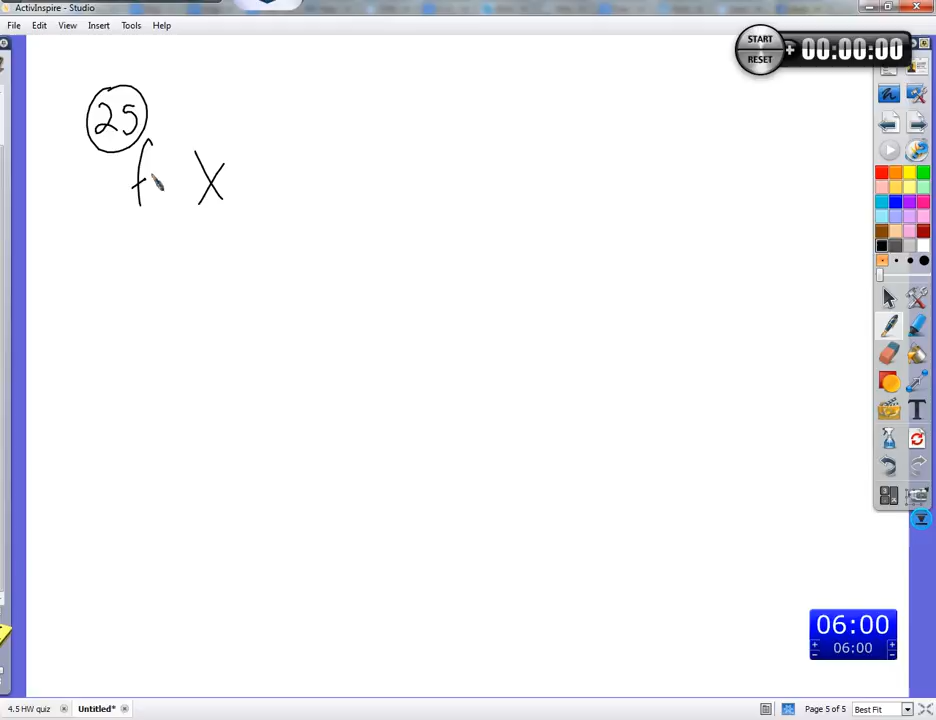 ActivInspire - Studio
File Edit View Insert Tools Help
START
RESET
+ 00:00:00
25
f X
06:00
+ 06:00 +
4.5 HW quiz Untitled* Page 5 of 5 Best Fit